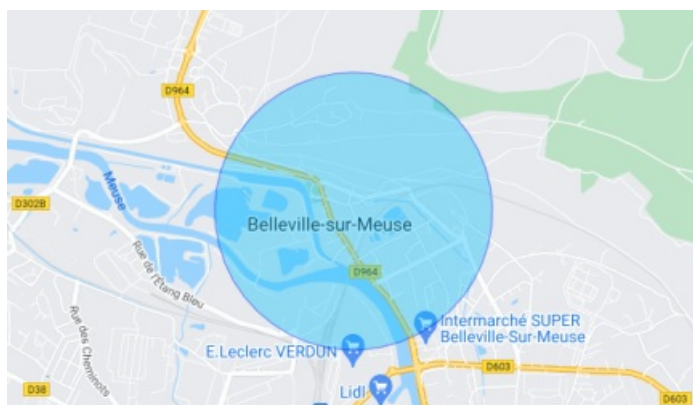 D964
Meuse
D302B
Belleville-sur-Meuse
Rue de l'Étang Bleu
D964
Rue des Cheminots
Intermarché SUPER
Belleville-Sur-Meuse
E.Leclerc VERDUN
D603
Lidl
D38
D603